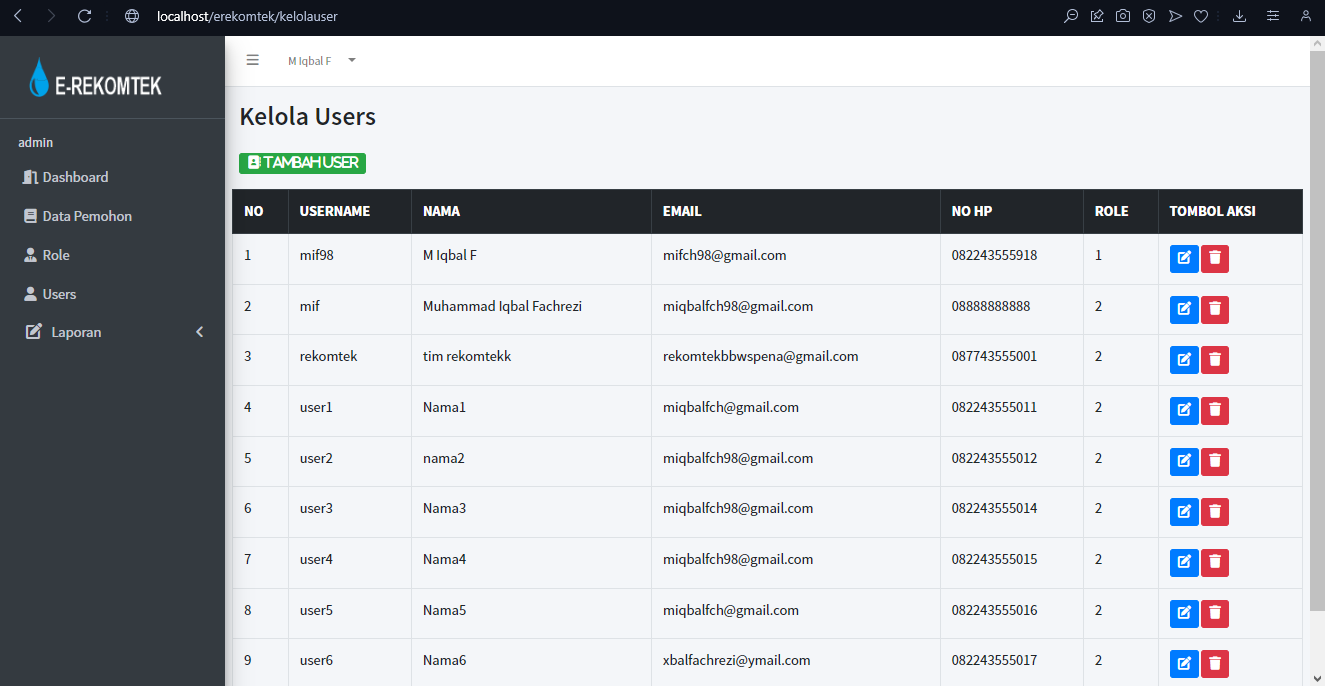 localhost/erekomtek/kelolauser
E-REKOMTEK
M Iqbal F
admin
Dashboard
Data Pemohon
Role
Users
Laporan
Kelola Users
TAMBAH USER
NO USERNAME NAMA EMAIL NO HP ROLE TOMBOL AKSI
1 mif98 M Iqbal F mifch98@gmail.com 082243555918 1
2 mif Muhammad Iqbal Fachrezi miqbalfch98@gmail.com 08888888888 2
3 rekomtek tim rekomtekk rekomtekbbwspena@gmail.com 087743555001 2
4 user1 Nama1 miqbalfch@gmail.com 082243555011 2
5 user2 nama2 miqbalfch98@gmail.com 082243555012 2
6 user3 Nama3 miqbalfch98@gmail.com 082243555014 2
7 user4 Nama4 miqbalfch98@gmail.com 082243555015 2
8 user5 Nama5 miqbalfch@gmail.com 082243555016 2
9 user6 Nama6 xbalfachrezi@ymail.com 082243555017 2